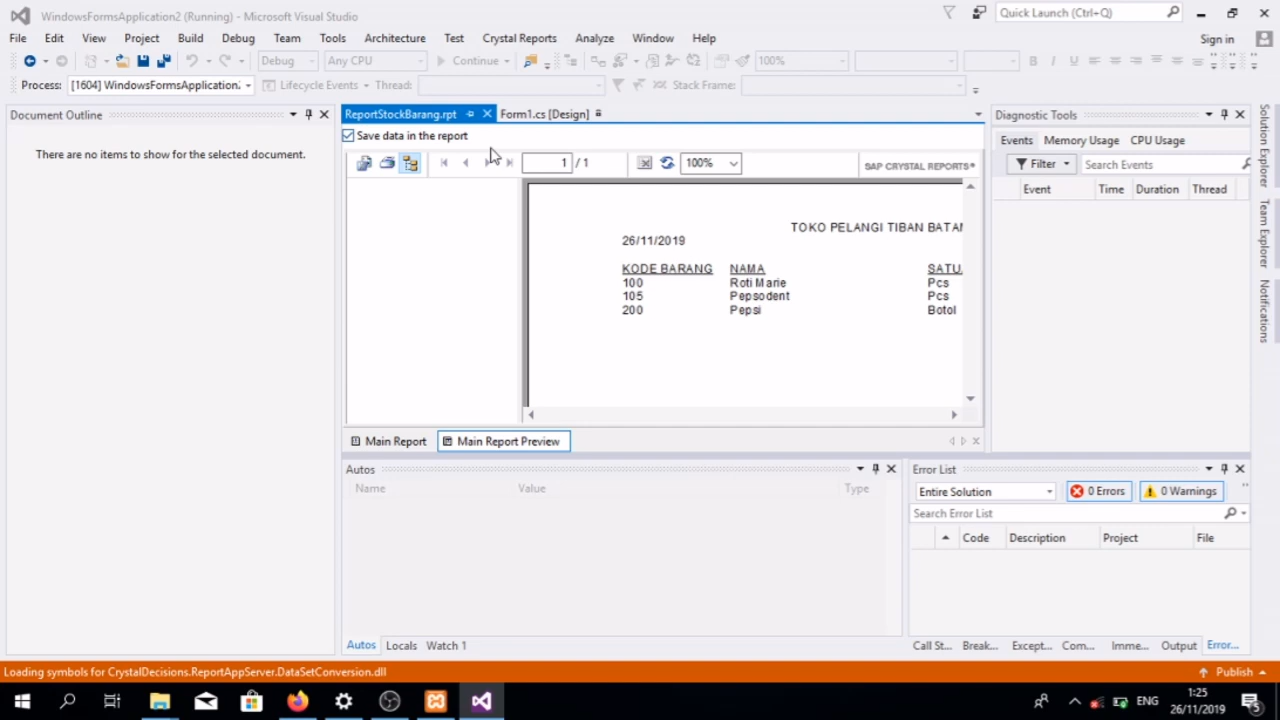 WindowsFormsApplication2 (Running) - Microsoft Visual Studio
Quick Launch (Ctrl+Q)
File Edit View Project Build Debug Team Tools Architecture Test Crystal Reports Analyze Window Help
Sign in
Debug Any CPU Continue 100%
Process: [1604] WindowsFormsApplication. Lifecycle Events Thread: Stack Frame:
Document Outline
There are no items to show for the selected document.
ReportStockBarang.rpt Form1.cs [Design]
Save data in the report
1 / 1 100% SAP CRYSTAL REPORTS
TOKO PELANGI TIBAN BATAM
26/11/2019
KODE BARANG NAMA SATU
100 Roti Marie Pcs
105 Pepsodent Pcs
200 Pepsi Botol
Main Report Main Report Preview
Diagnostic Tools
Events Memory Usage CPU Usage
Filter Search Events
Event Time Duration Thread
Solution Explorer
Team Explorer
Notifications
Autos
Name Value Type
Autos Locals Watch 1
Error List
Entire Solution 0 Errors 0 Warnings
Search Error List
Code Description Project File
Call St... Break... Except... Com... Imme... Output Error...
Loading symbols for CrystalDecisions.ReportAppServer.DataSetConversion.dll
Publish
ENG
1:25
26/11/2019
5